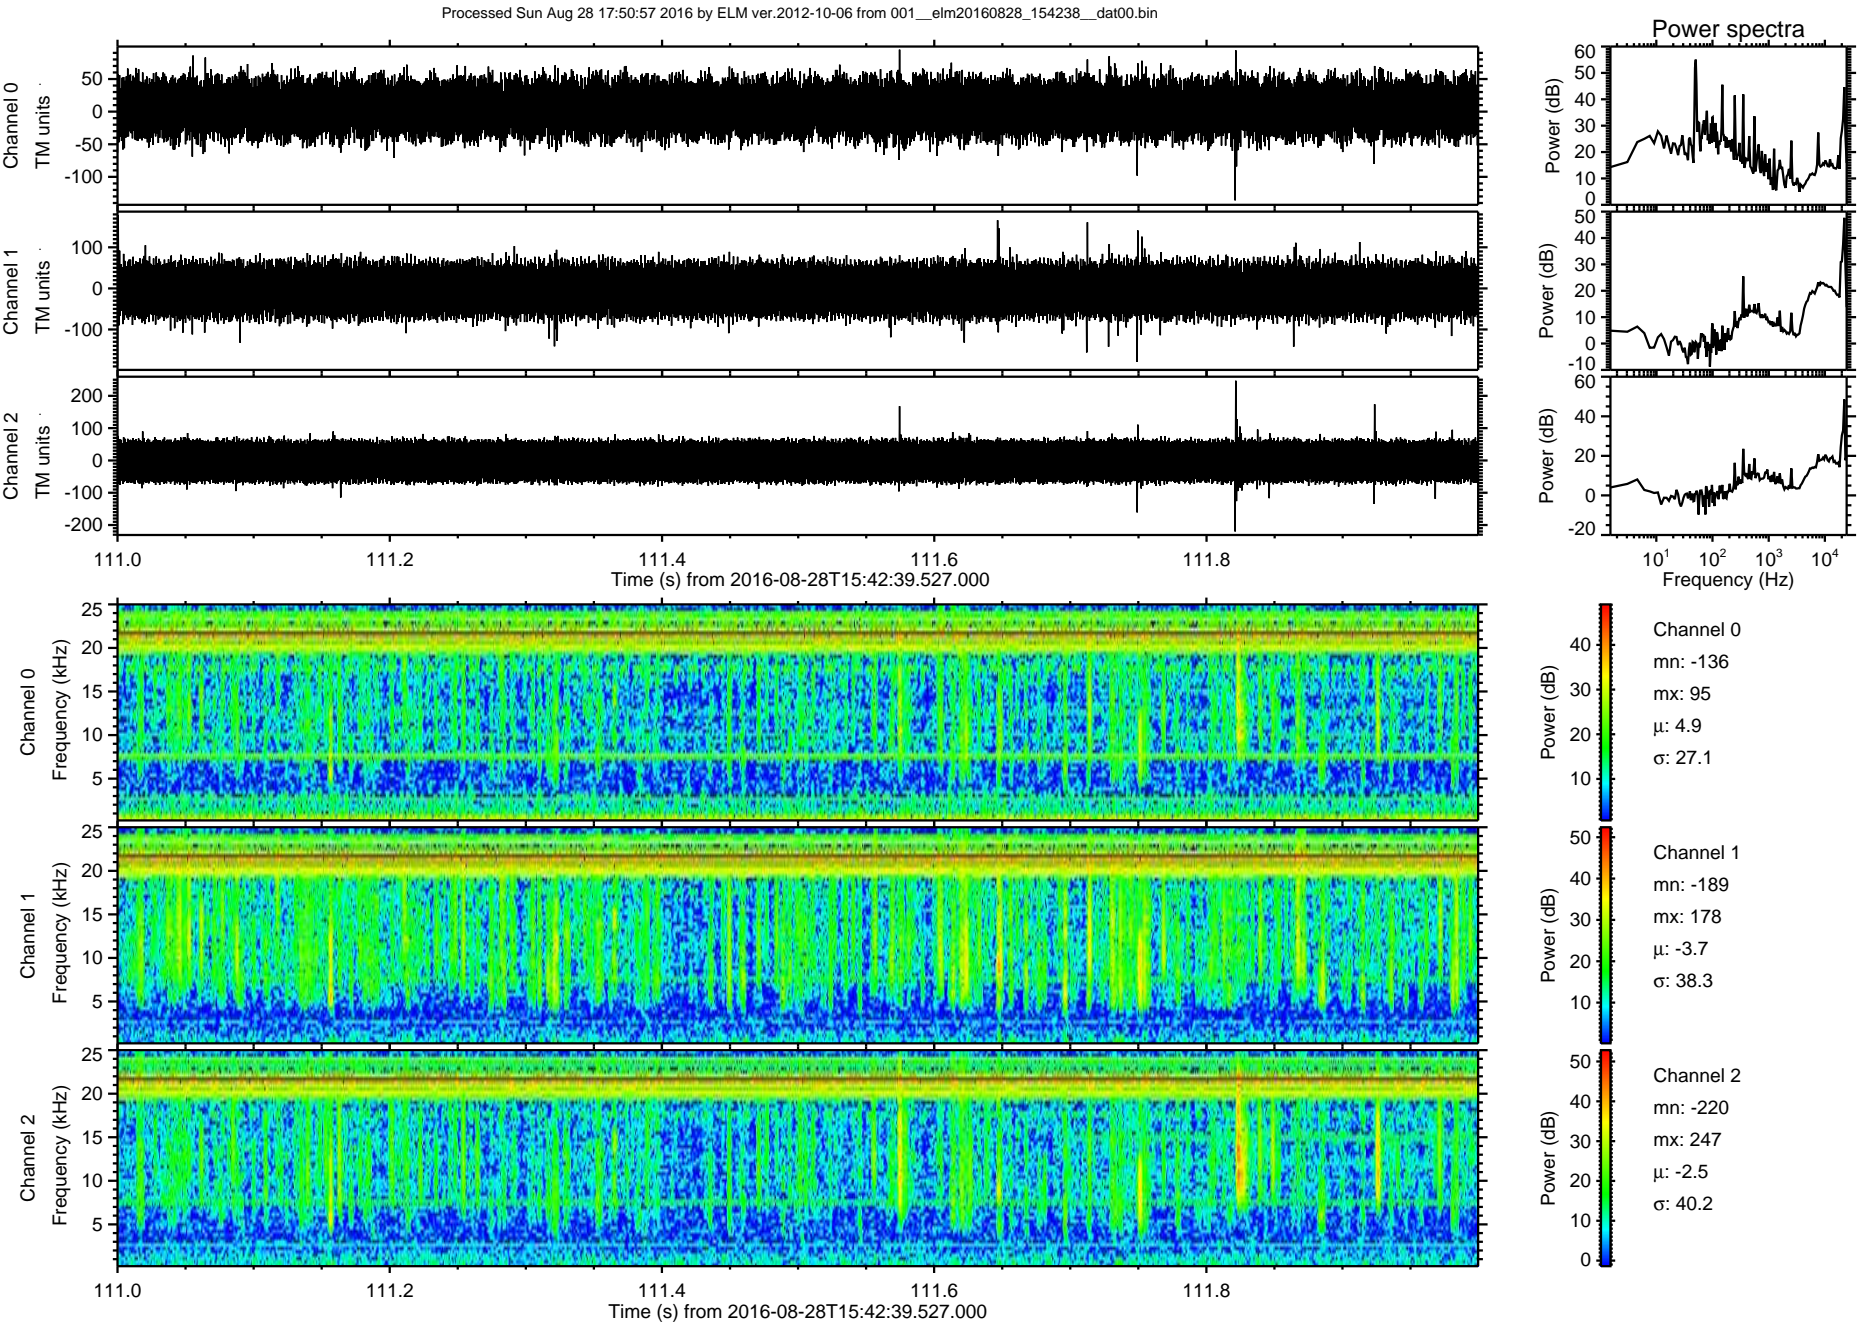 Processed Sun Aug 28 17:50:57 2016 by ELM ver.2012-10-06 from 001__elm20160828_154238__dat00.bin
Power spectra
Channel 0
TM units
50
0
-50
-100
Power (dB)
60
50
40
30
20
10
0
Channel 1
TM units
100
0
-100
Power (dB)
50
40
30
20
10
0
-10
Channel 2
TM units
200
100
0
-100
-200
Power (dB)
60
40
20
0
-20
111.0 111.2 111.4 111.6 111.8
Time (s) from 2016-08-28T15:42:39.527.000
10^1 10^2 10^3 10^4
Frequency (Hz)
Channel 0
Frequency (kHz)
25
20
15
10
5
Power (dB)
40
30
20
10
Channel 0
mn: -136
mx: 95
μ: 4.9
σ: 27.1
Channel 1
Frequency (kHz)
25
20
15
10
5
Power (dB)
50
40
30
20
10
Channel 1
mn: -189
mx: 178
μ: -3.7
σ: 38.3
Channel 2
Frequency (kHz)
25
20
15
10
5
Power (dB)
50
40
30
20
10
0
Channel 2
mn: -220
mx: 247
μ: -2.5
σ: 40.2
111.0 111.2 111.4 111.6 111.8
Time (s) from 2016-08-28T15:42:39.527.000